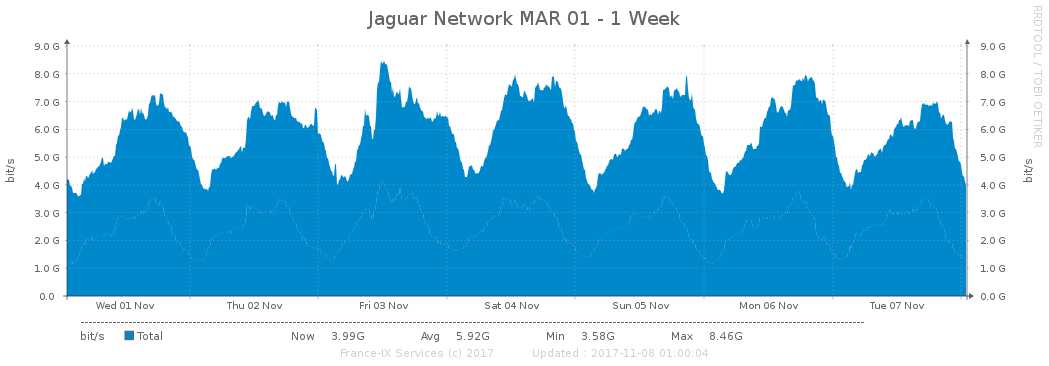 Jaguar Network MAR 01 - 1 Week
RRDTOOL / TOBI OETIKER
bit/s
9.0 G 9.0 G
8.0 G 8.0 G
7.0 G 7.0 G
6.0 G 6.0 G
5.0 G 5.0 G
4.0 G 4.0 G
3.0 G 3.0 G
2.0 G 2.0 G
1.0 G 1.0 G
0.0 0.0 G
bit/s
Wed 01 Nov Thu 02 Nov Fri 03 Nov Sat 04 Nov Sun 05 Nov Mon 06 Nov Tue 07 Nov
bit/s Total Now 3.99G Avg 5.92G Min 3.58G Max 8.46G
France-IX Services (c) 2017 Updated : 2017-11-08 01:00:04